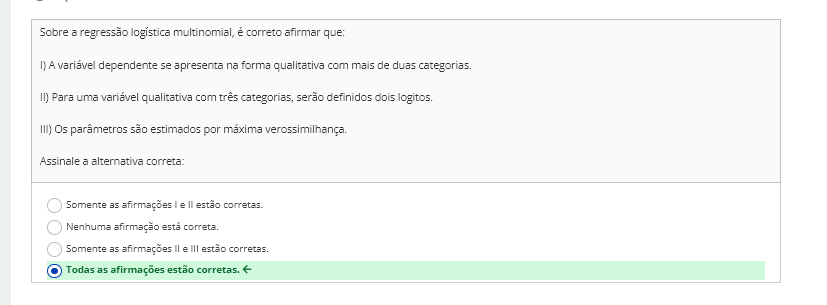 Sobre a regressão logística multinomial, é correto afirmar que:
I) A variável dependente se apresenta na forma qualitativa com mais de duas categorias.
II) Para uma variável qualitativa com três categorias, serão definidos dois logitos.
III) Os parâmetros são estimados por máxima verossimilhança.
Assinale a alternativa correta:
Somente as afirmações I e II estão corretas.
Nenhuma afirmação está correta.
Somente as afirmações II e III estão corretas.
Todas as afirmações estão corretas. ←